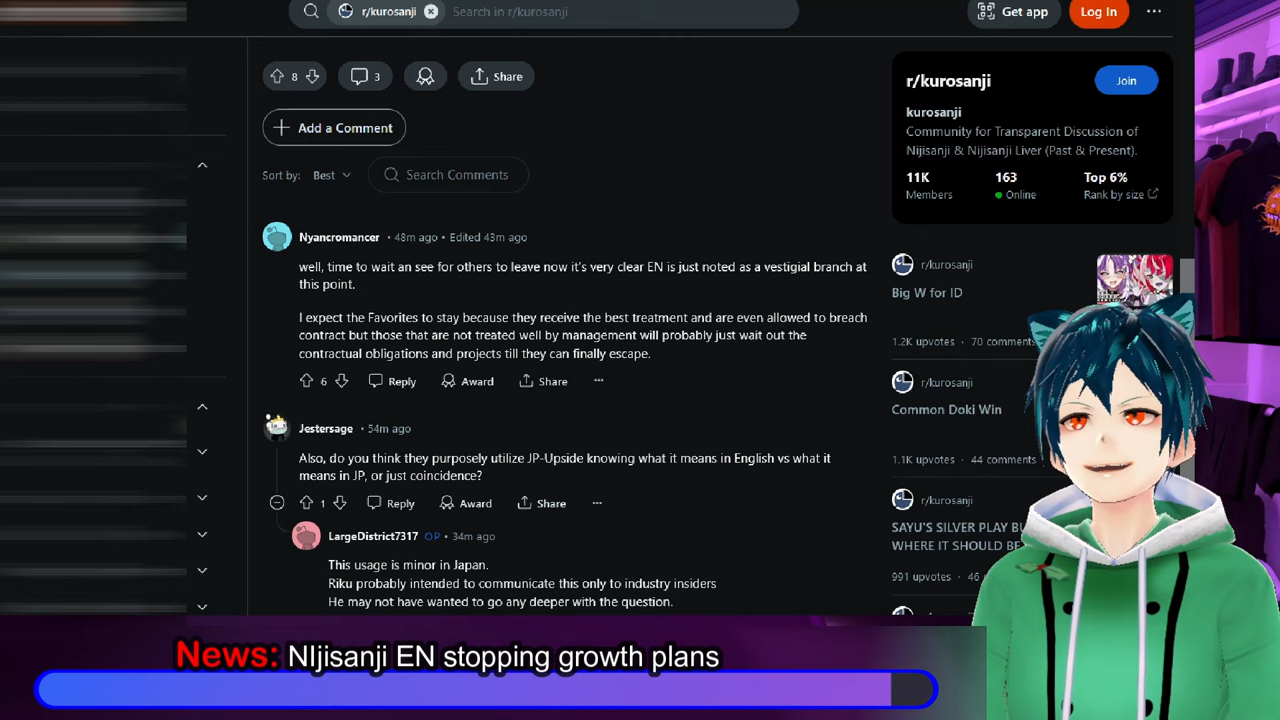 r/kurosanji
Search in r/kurosanji
Get app
Log In
8
3
Share
Add a Comment
Sort by:
Best
Search Comments
Nyancromancer • 48m ago • Edited 43m ago
well, time to wait an see for others to leave now it's very clear EN is just noted as a vestigial branch at
this point.
I expect the Favorites to stay because they receive the best treatment and are even allowed to breach
contract but those that are not treated well by management will probably just wait out the
contractual obligations and projects till they can finally escape.
6
Reply
Award
Share
Jestersage • 54m ago
Also, do you think they purposely utilize JP-Upside knowing what it means in English vs what it
means in JP, or just coincidence?
1
Reply
Award
Share
LargeDistrict7317 OP • 34m ago
This usage is minor in Japan.
Riku probably intended to communicate this only to industry insiders
He may not have wanted to go any deeper with the question.
r/kurosanji
Join
kurosanji
Community for Transparent Discussion of
Nijisanji & Nijisanji Liver (Past & Present).
11K
163
Top 6%
Members
Online
Rank by size
r/kurosanji
Big W for ID
1.2K upvotes • 70 comments
r/kurosanji
Common Doki Win
1.1K upvotes • 44 comments
r/kurosanji
SAYU'S SILVER PLAY BU
WHERE IT SHOULD BE
991 upvotes • 46
News: NIjisanji EN stopping growth plans